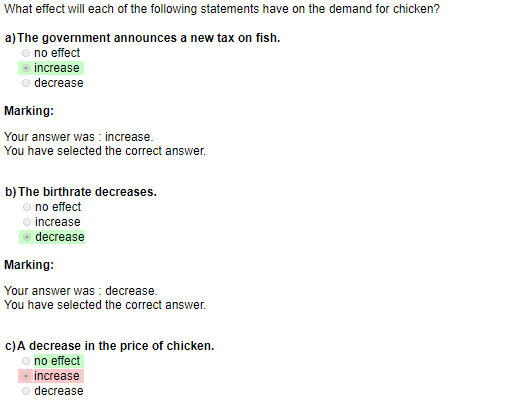 What effect will each of the following statements have on the demand for chicken?
a)The government announces a new tax on fish.
no effect
increase
decrease
Marking:
Your answer was : increase.
You have selected the correct answer.
b)The birthrate decreases.
no effect
increase
decrease
Marking:
Your answer was : decrease.
You have selected the correct answer.
c)A decrease in the price of chicken.
no effect
increase
decrease